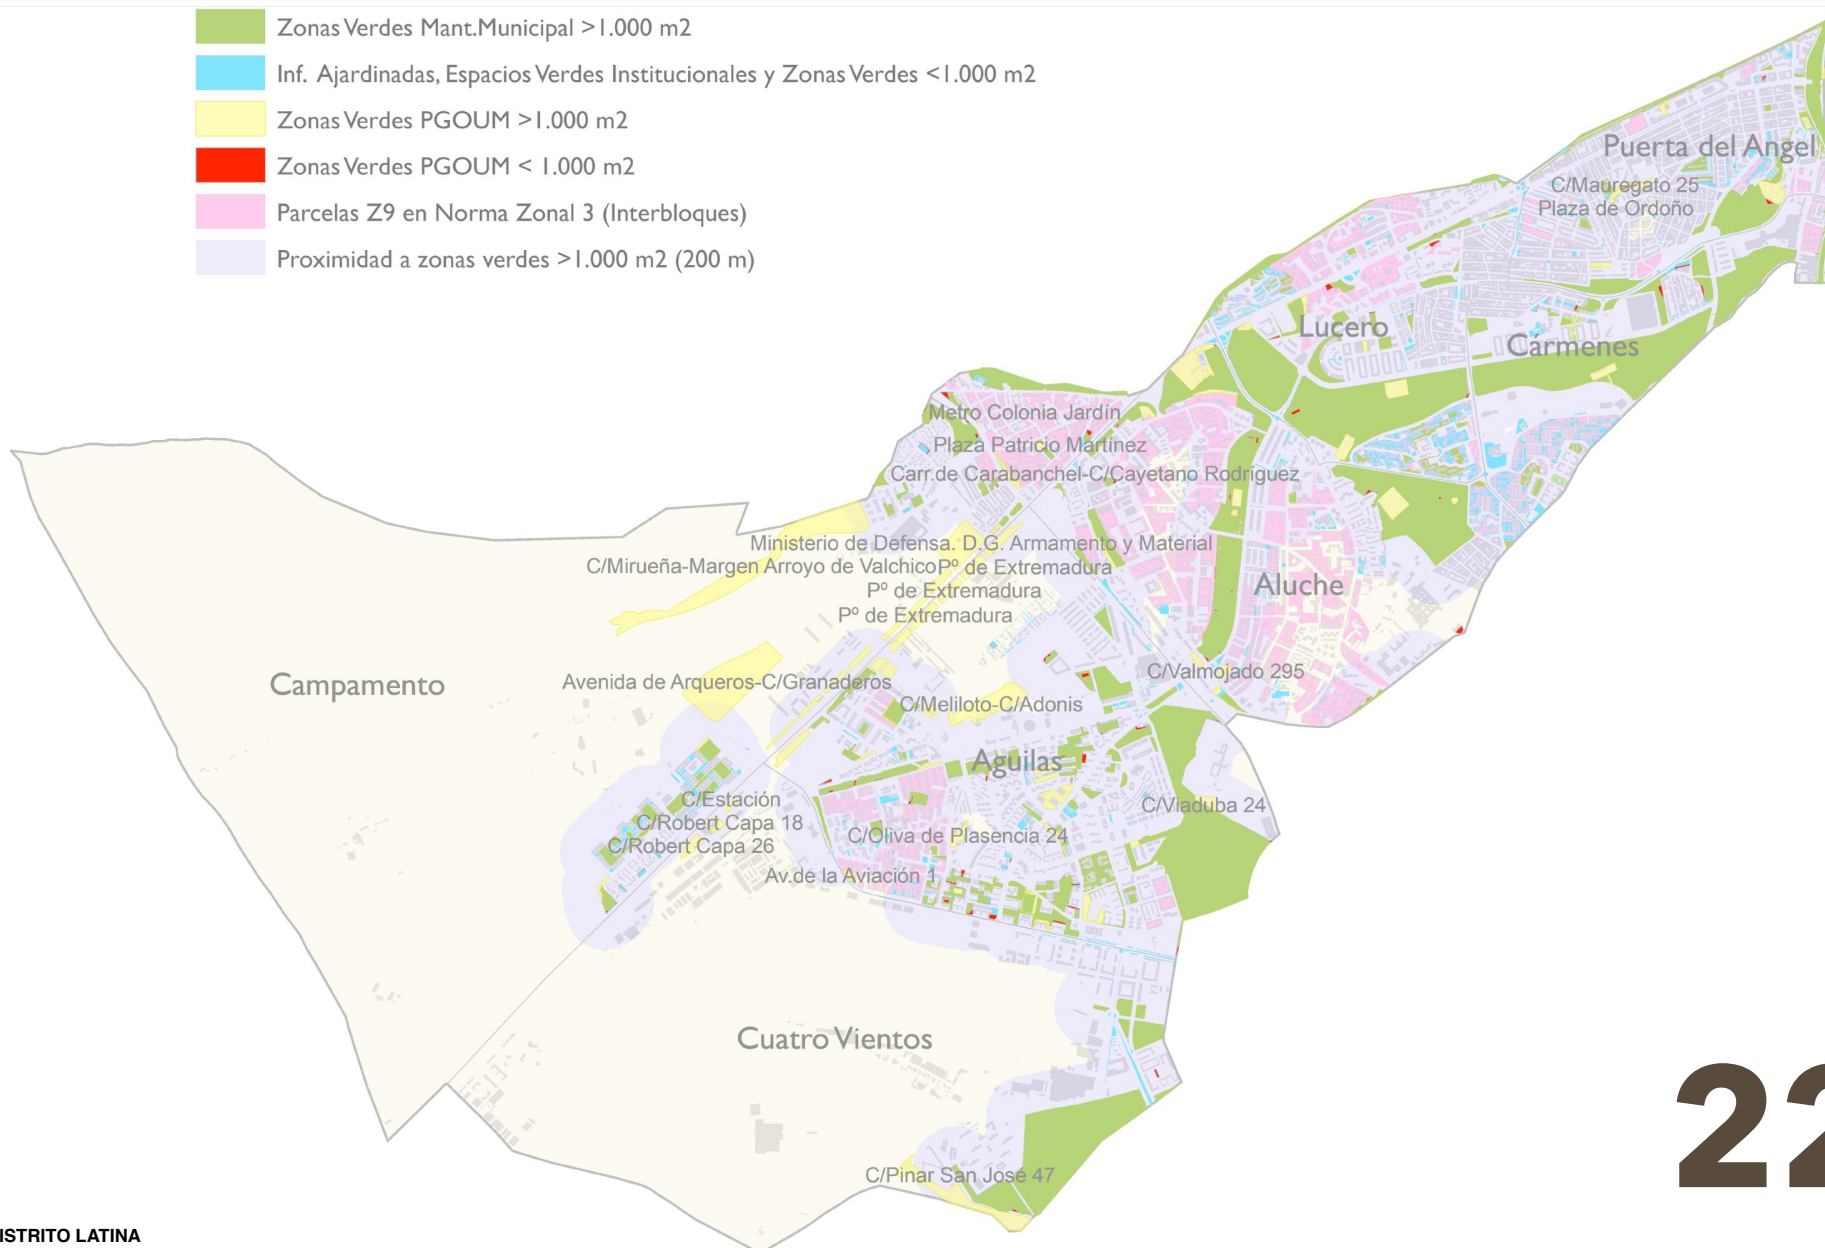 Zonas Verdes Mant.Municipal >1.000 m2
Inf. Ajardinadas, Espacios Verdes Institucionales y Zonas Verdes <1.000 m2
Zonas Verdes PGOUM >1.000 m2
Zonas Verdes PGOUM < 1.000 m2
Parcelas Z9 en Norma Zonal 3 (Interbloques)
Proximidad a zonas verdes >1.000 m2 (200 m)
Puerta del Angel
C/Mauregato 25
Plaza de Ordoño
Lucero
Cármenes
Metro Colonia Jardín
Plaza Patricio Martínez
Carr.de Carabanchel-C/Cayetano Rodríguez
Ministerio de Defensa. D.G. Armamento y Material
C/Mirueña-Margen Arroyo de Valchico
Pº de Extremadura
Pº de Extremadura
Pº de Extremadura
Aluche
Campamento
Avenida de Arqueros-C/Granaderos
C/Valmojado 295
C/Meliloto-C/Adonis
Aguilas
C/Estación
C/Viaduba 24
C/Robert Capa 18
C/Oliva de Plasencia 24
C/Robert Capa 26
Av.de la Aviación 1
Cuatro Vientos
C/Pinar San José 47
22
ISTRITO LATINA